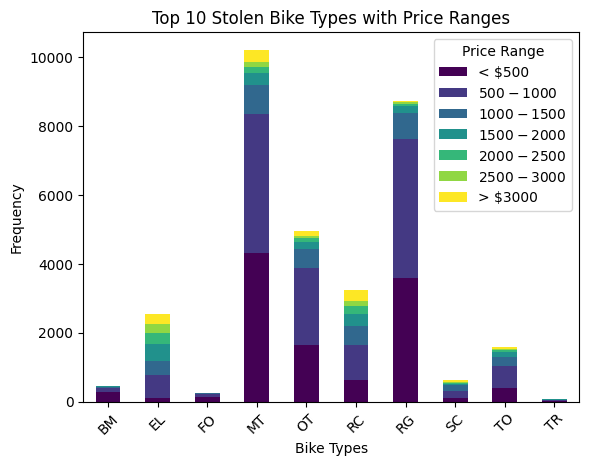 Top 10 Stolen Bike Types with Price Ranges
Frequency
10000
8000
6000
4000
2000
0
Price Range
< $500
500 − 1000
1000 − 1500
1500 − 2000
2000 − 2500
2500 − 3000
> $3000
BM
EL
FO
MT
OT
RC
RG
SC
TO
TR
Bike Types